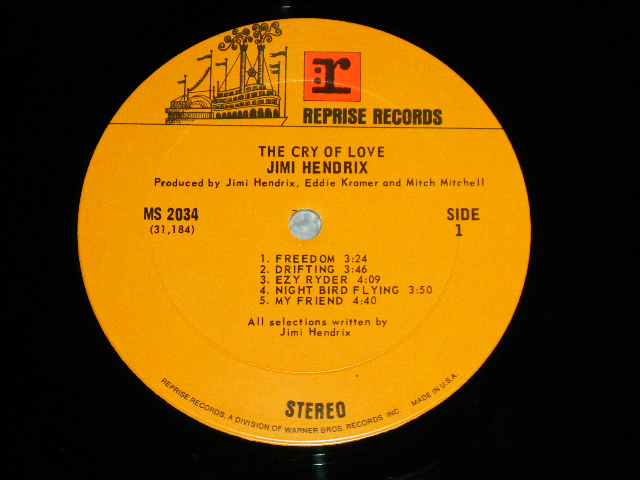 r
REPRISE RECORDS
THE CRY OF LOVE
JIMI HENDRIX
Produced by Jimi Hendrix, Eddie Kramer and Mitch Mitchell
MS 2034
(31,184)
SIDE
1
1. FREEDOM 3:24
2. DRIFTING 3:46
3. EZY RYDER 4:09
4. NIGHT BIRD FLYING 3:50
5. MY FRIEND 4:40
All selections written by
Jimi Hendrix
STEREO
REPRISE RECORDS, A DIVISION OF WARNER BROS. RECORDS INC. MADE IN U.S.A.